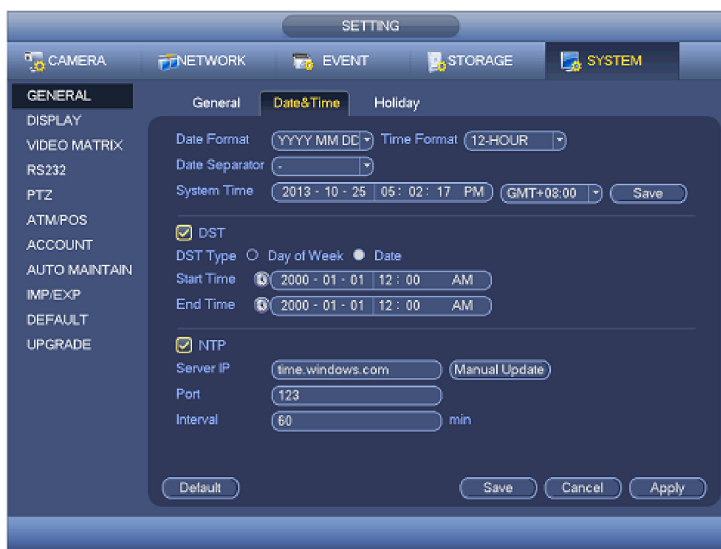 SETTING
CAMERA NETWORK EVENT STORAGE SYSTEM
GENERAL
DISPLAY
VIDEO MATRIX
RS232
PTZ
ATM/POS
ACCOUNT
AUTO MAINTAIN
IMP/EXP
DEFAULT
UPGRADE
General Date&Time Holiday
Date Format YYYY MM DD Time Format 12-HOUR
Date Separator -
System Time 2013 - 10 - 25 05 : 02 : 17 PM GMT+08:00 Save
DST
DST Type Day of Week Date
Start Time 2000 - 01 - 01 12 : 00 AM
End Time 2000 - 01 - 01 12 : 00 AM
NTP
Server IP time.windows.com Manual Update
Port 123
Interval 60 min
Default Save Cancel Apply